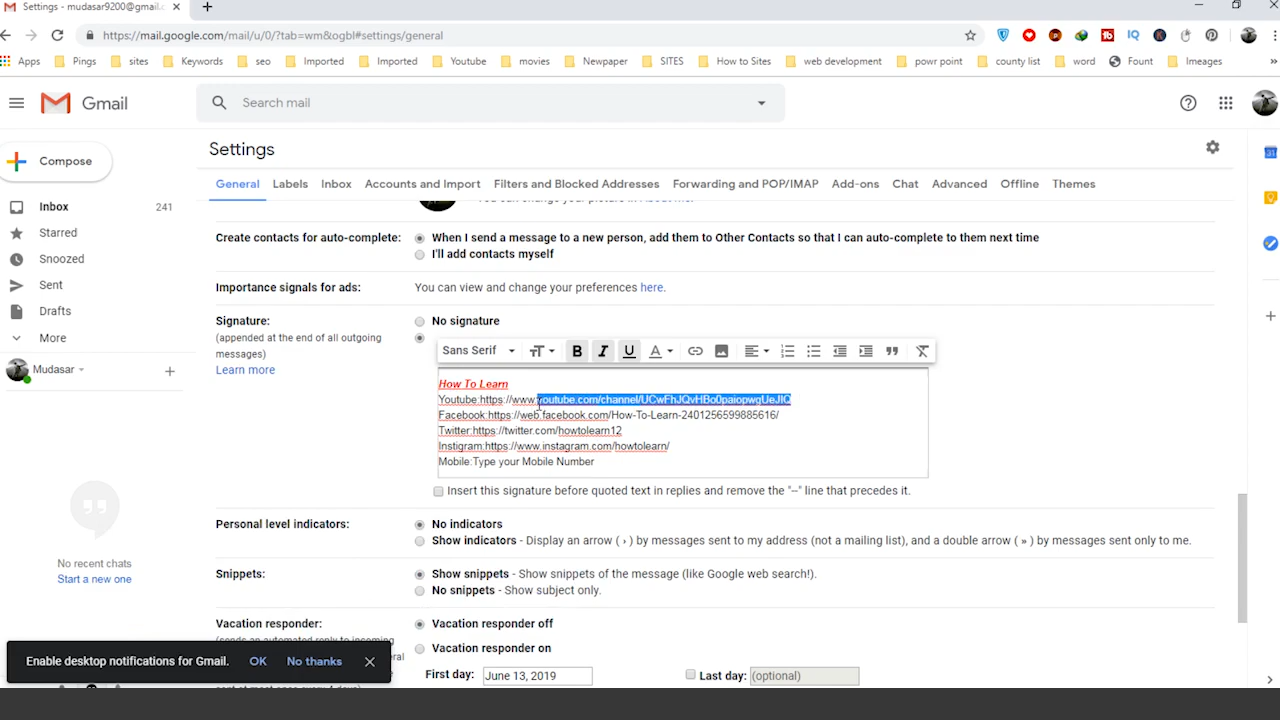 Settings - mudasar9200@gmail.c
https://mail.google.com/mail/u/0/?tab=wm&ogbl#settings/general
Apps Pings sites Keywords seo Imported Imported Youtube movies Newpaper SITES How to Sites web development powr point county list word Fount Imeages »
Gmail
Search mail
Compose
Settings
General Labels Inbox Accounts and Import Filters and Blocked Addresses Forwarding and POP/IMAP Add-ons Chat Advanced Offline Themes
Inbox 241
Starred
Snoozed
Sent
Drafts
More
Mudasar
No recent chats
Start a new one
You can change your picture in About me.
Create contacts for auto-complete:
When I send a message to a new person, add them to Other Contacts so that I can auto-complete to them next time
I'll add contacts myself
Importance signals for ads:
You can view and change your preferences here.
Signature:
(appended at the end of all outgoing messages)
Learn more
No signature
Sans Serif
How To Learn
Youtube:https://www.youtube.com/channel/UCwFhJQvHBo0paiopwgUeJIQ
Facebook:https://web.facebook.com/How-To-Learn-2401256599885616/
Twitter:https://twitter.com/howtolearn12
Instigram:https://www.instagram.com/howtolearn/
Mobile:Type your Mobile Number
Insert this signature before quoted text in replies and remove the "--" line that precedes it.
Personal level indicators:
No indicators
Show indicators - Display an arrow ( › ) by messages sent to my address (not a mailing list), and a double arrow ( » ) by messages sent only to me.
Snippets:
Show snippets - Show snippets of the message (like Google web search!).
No snippets - Show subject only.
Vacation responder:
Vacation responder off
Vacation responder on
First day: June 13, 2019
Last day: (optional)
Enable desktop notifications for Gmail. OK No thanks